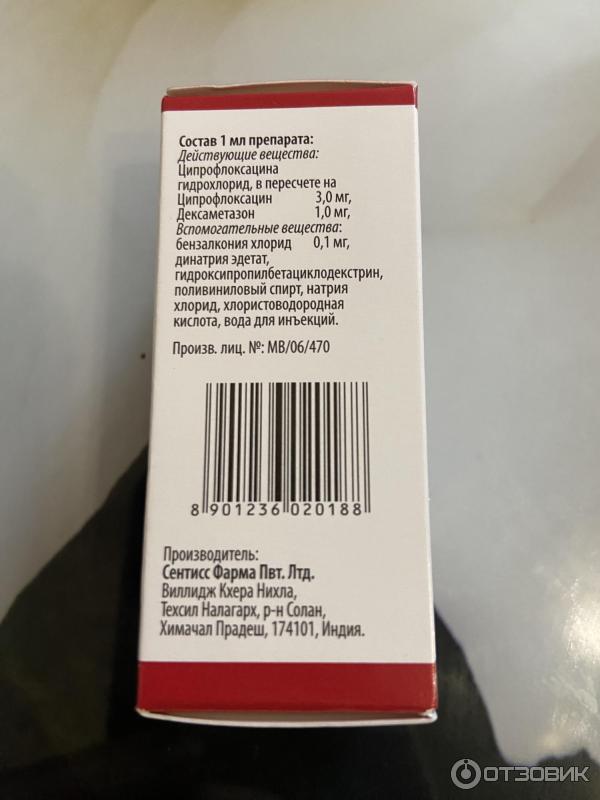 Состав 1 мл препарата:
Действующие вещества:
Ципрофлоксацина
гидрохлорид, в пересчете на
Ципрофлоксацин 3,0 мг,
Дексаметазон 1,0 мг,
Вспомогательные вещества:
бензалкония хлорид 0,1 мг,
динатрия эдетат,
гидроксипропилбетациклодекстрин,
поливиниловый спирт, натрия
хлорид, хлористоводородная
кислота, вода для инъекций.
Произв. лиц. №: MB/06/470
8 901236 020188
Производитель:
Сентисс Фарма Пвт. Лтд.
Виллидж Кхера Нихла,
Техсил Налагарх, р-н Солан,
Химачал Прадеш, 174101, Индия.
ОТЗОВИК